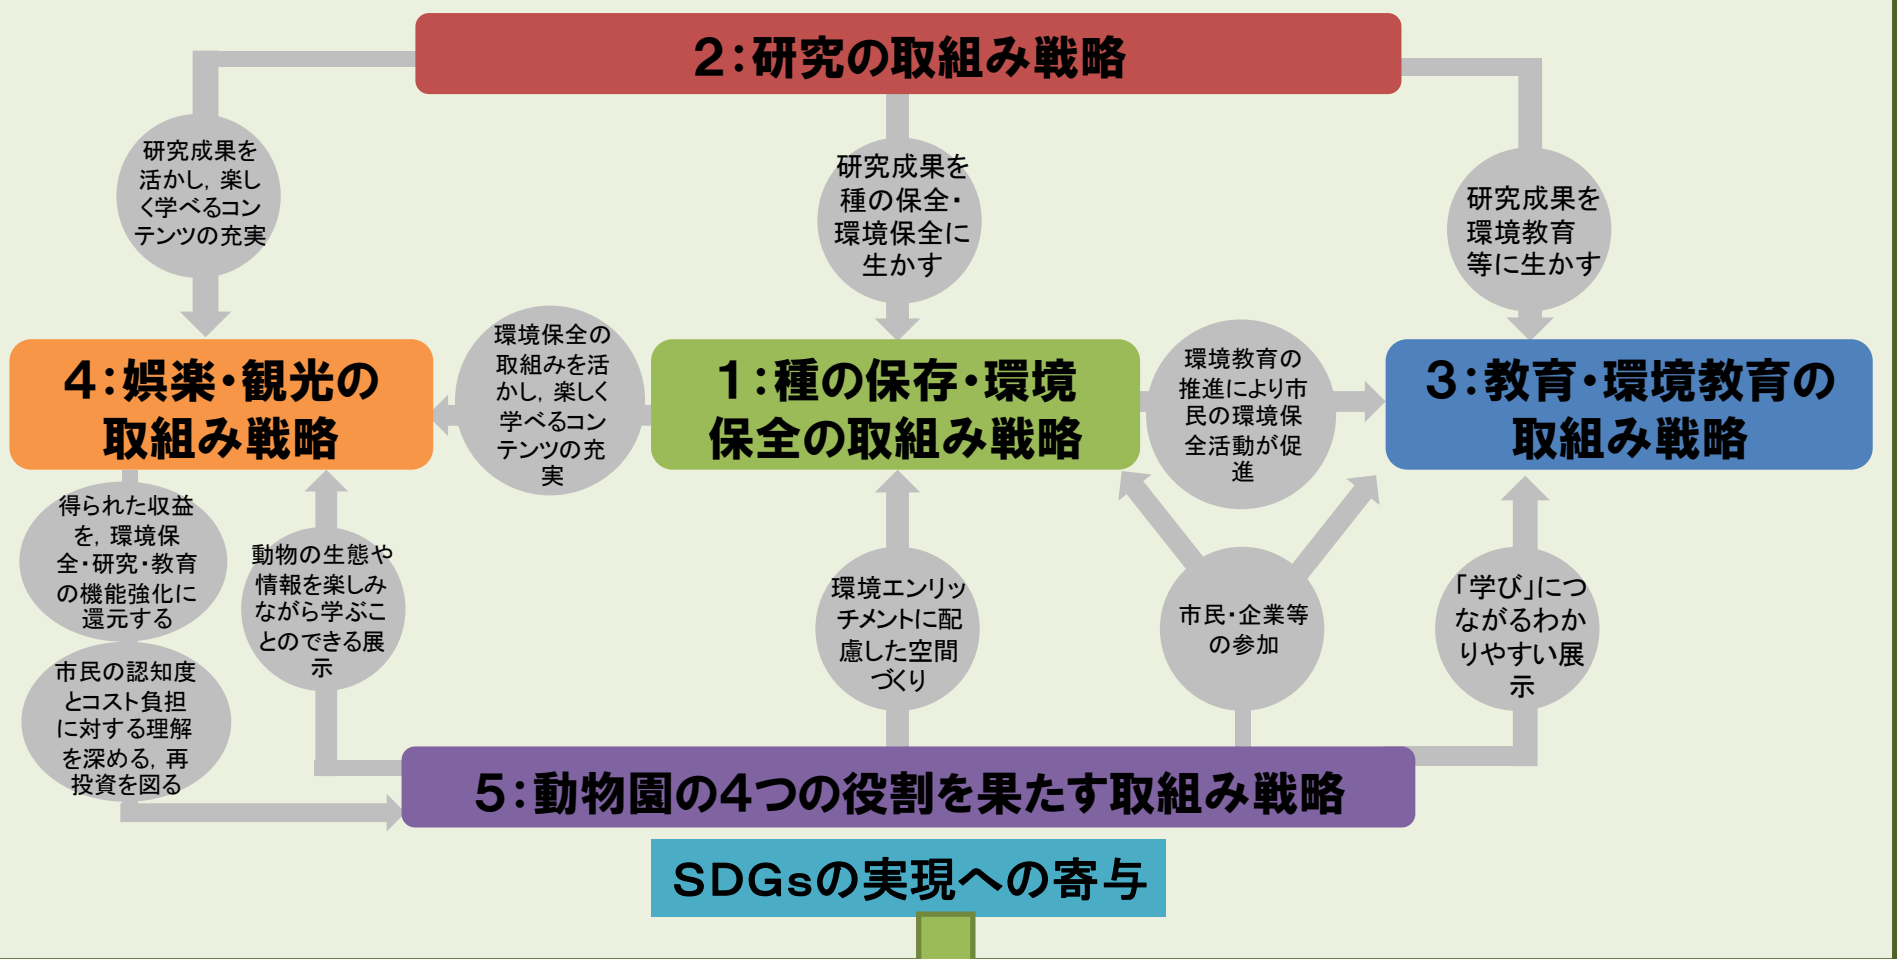 2:研究の取組み戦略
研究成果を
活かし，楽し
く学べるコン
テンツの充実
研究成果を
種の保全・
環境保全に
生かす
研究成果を
環境教育
等に生かす
4:娯楽・観光の
取組み戦略
環境保全の
取組みを活
かし，楽しく
学べるコン
テンツの充
実
1:種の保存・環境
保全の取組み戦略
環境教育の
推進により市
民の環境保
全活動が促
進
3:教育・環境教育の
取組み戦略
得られた収益
を，環境保
全・研究・教育
の機能強化に
還元する
市民の認知度
とコスト負担
に対する理解
を深める，再
投資を図る
動物の生態や
情報を楽しみ
ながら学ぶこ
とのできる展
示
環境エンリッ
チメントに配
慮した空間
づくり
市民・企業等
の参加
「学び」につ
ながるわか
りやすい展
示
5:動物園の4つの役割を果たす取組み戦略
SDGsの実現への寄与